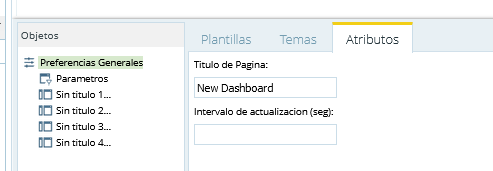 Objetos
Preferencias Generales
Parametros
Sin titulo 1...
Sin titulo 2...
Sin titulo 3...
Sin titulo 4...
Plantillas Temas Atributos
Titulo de Pagina:
New Dashboard
Intervalo de actualizacion (seg):